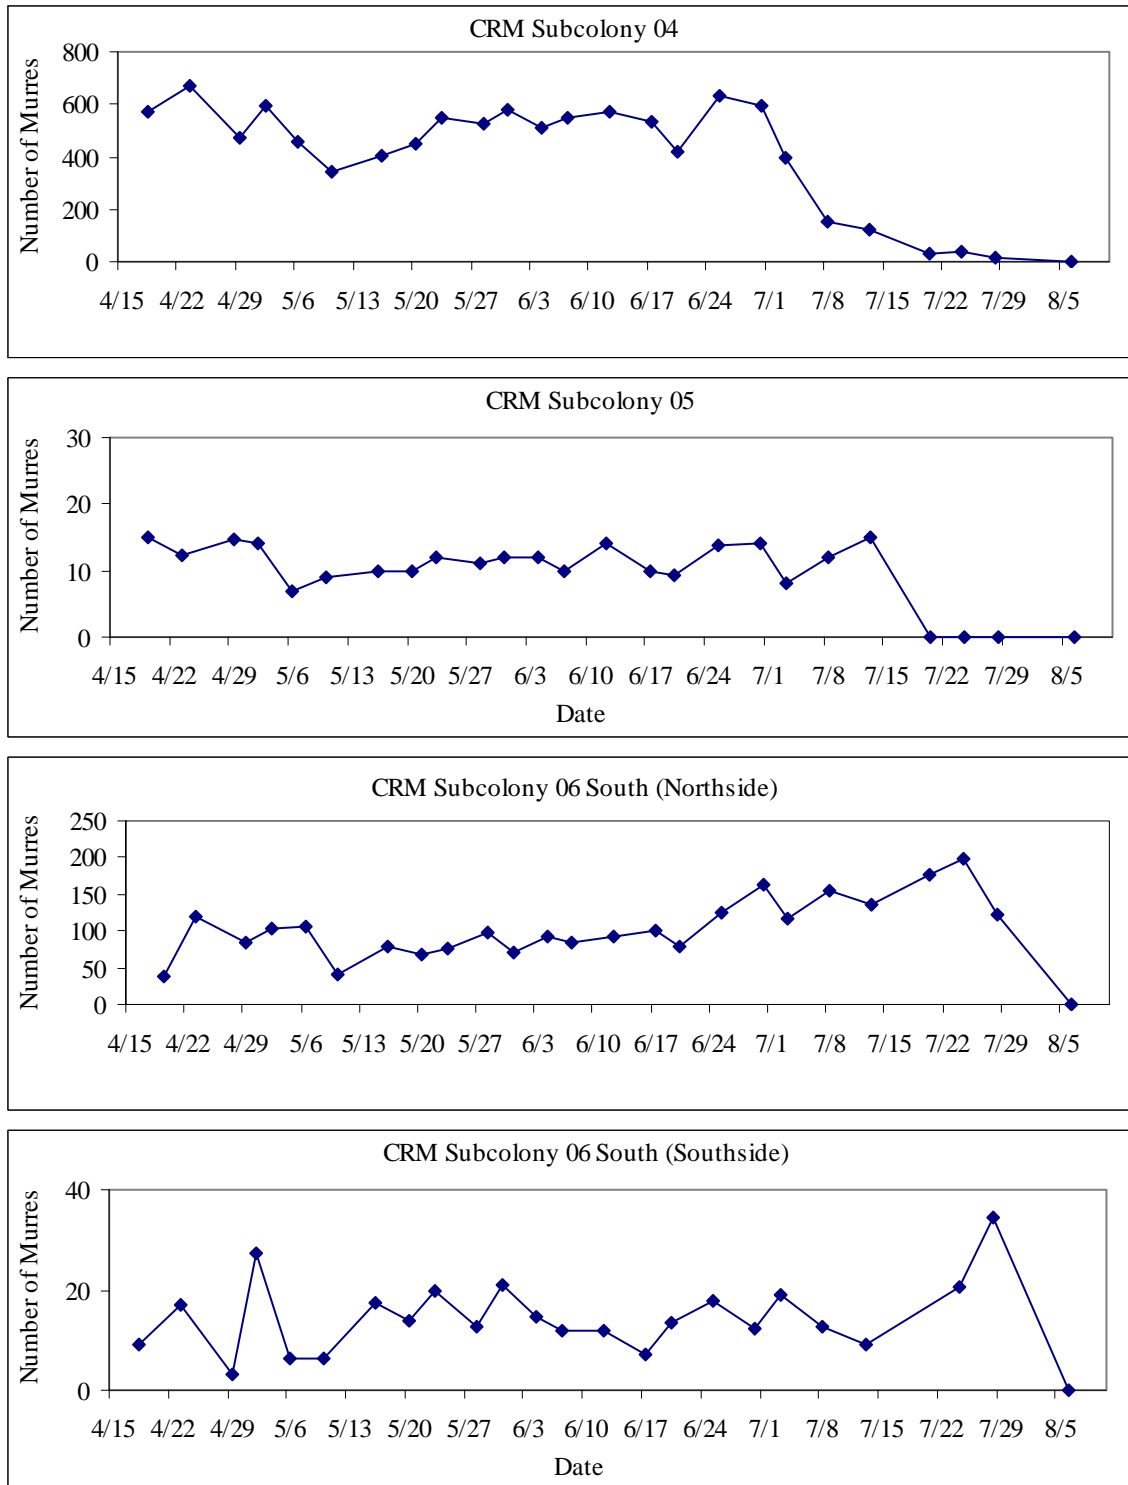 CRM Subcolony 04
Number of Murres
800
600
400
200
0
4/15 4/22 4/29 5/6 5/13 5/20 5/27 6/3 6/10 6/17 6/24 7/1 7/8 7/15 7/22 7/29 8/5
CRM Subcolony 05
Number of Murres
30
20
10
0
4/15 4/22 4/29 5/6 5/13 5/20 5/27 6/3 6/10 6/17 6/24 7/1 7/8 7/15 7/22 7/29 8/5
Date
CRM Subcolony 06 South (Northside)
Number of Murres
250
200
150
100
50
0
4/15 4/22 4/29 5/6 5/13 5/20 5/27 6/3 6/10 6/17 6/24 7/1 7/8 7/15 7/22 7/29 8/5
CRM Subcolony 06 South (Southside)
Number of Murres
40
20
0
4/15 4/22 4/29 5/6 5/13 5/20 5/27 6/3 6/10 6/17 6/24 7/1 7/8 7/15 7/22 7/29 8/5
Date